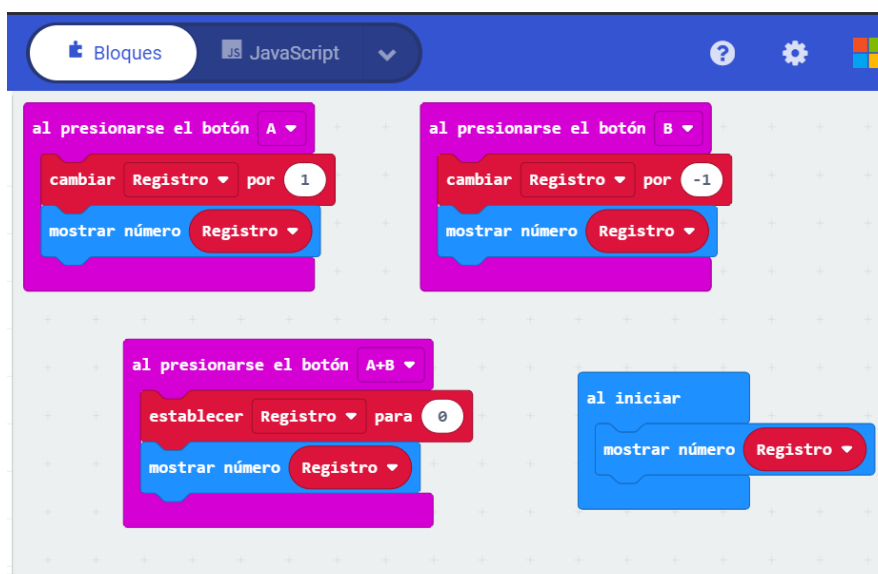 Bloques
JS JavaScript
?
al presionarse el botón A
cambiar Registro por 1
mostrar número Registro
al presionarse el botón B
cambiar Registro por -1
mostrar número Registro
al presionarse el botón A+B
establecer Registro para 0
mostrar número Registro
al iniciar
mostrar número Registro